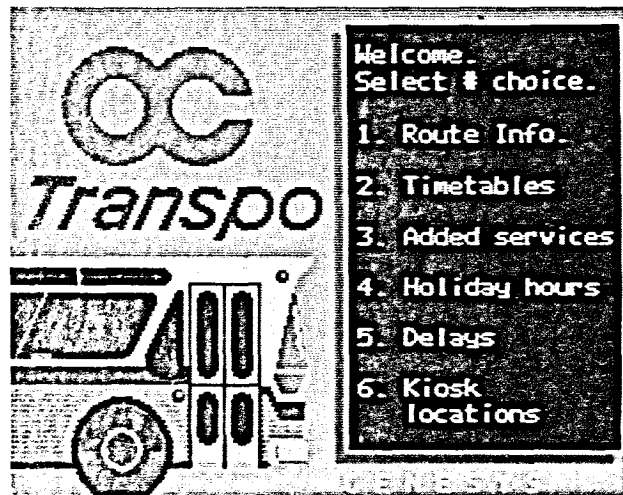 OC
Transpo
Welcome.
Select # choice.
1. Route Info.
2. Timetables
3. Added services
4. Holiday hours
5. Delays
6. Kiosk
locations
GENESYS